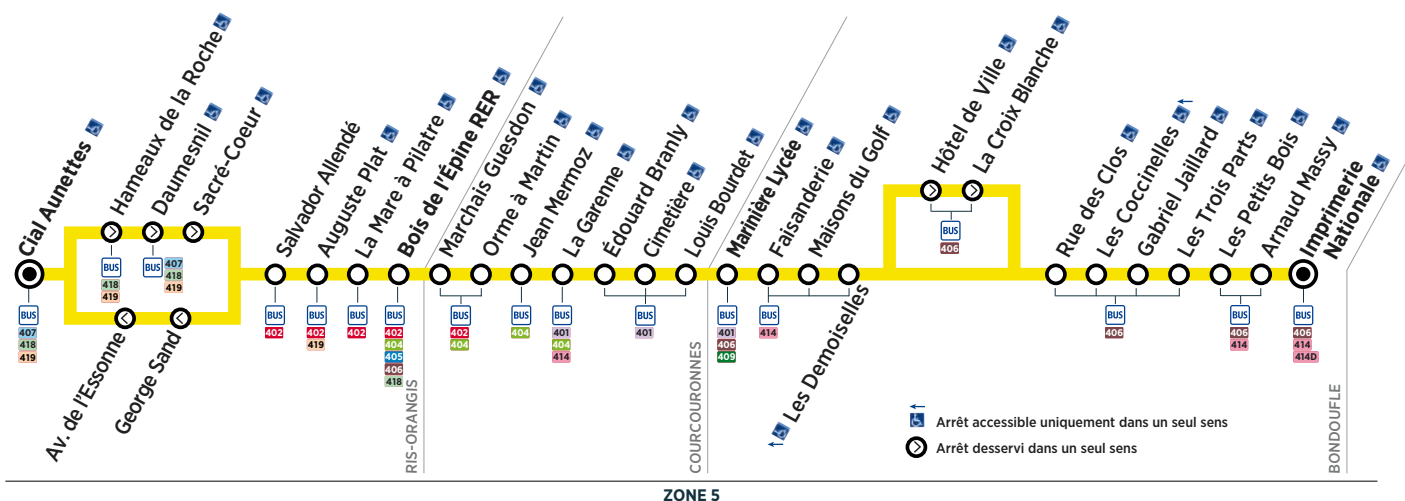 Cial Aunettes
Hameaux de la Roche
Daumesnil
Sacré-Coeur
Av. de l'Essonne
George Sand
Salvador Allendé
Auguste Plat
La Mare à Pilatre
Bois de l'Épine RER
Marchais Guesdon
Orme à Martin
Jean Mermoz
La Garenne
Édouard Branly
Cimetière
Louis Bourdet
Marinière Lycée
Faisanderie
Maisons du Golf
Les Demoiselles
Hôtel de Ville
La Croix Blanche
Rue des Clos
Les Coccinelles
Gabriel Jaillard
Les Trois Parts
Les Petits Bois
Arnaud Massy
Imprimerie
Nationale
BUS
407
418
419
BUS
418
419
BUS 407
418
419
BUS
402
BUS
402
419
BUS
402
BUS
402
404
405
406
418
BUS
402
404
BUS
404
BUS
401
404
414
BUS
401
BUS
401
406
409
BUS
414
BUS
406
BUS
406
BUS
406
414
BUS
406
414
414D
RIS-ORANGIS
COURCOURONNES
BONDOUFLE
Arrêt accessible uniquement dans un seul sens
Arrêt desservi dans un seul sens
ZONE 5